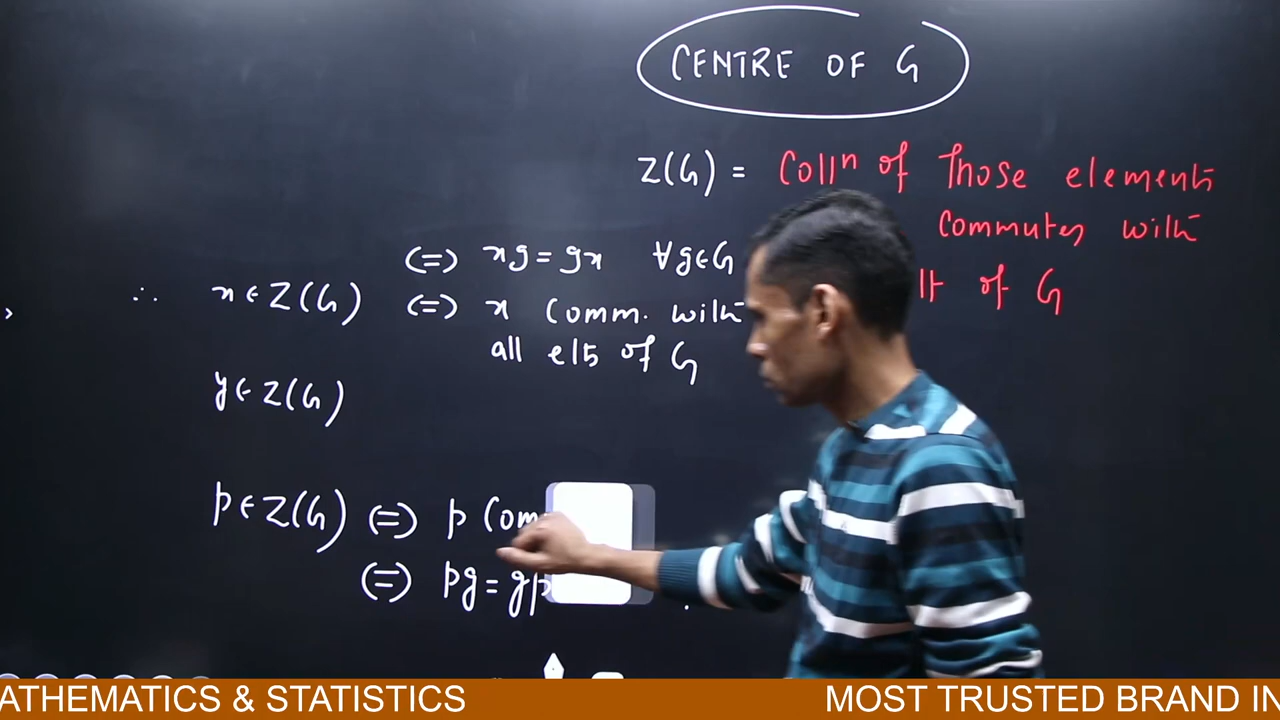 CENTRE OF G
Z(G) = Collⁿ of those elements
commutes with
elt of G
⇔ xg = gx ∀g∈G
∴ x∈Z(G) ⇔ x Comm. with
all elts of G
y∈Z(G)
p∈Z(G) ⇔ p Com
⇔ pg = gp
ATHEMATICS & STATISTICS
MOST TRUSTED BRAND IN